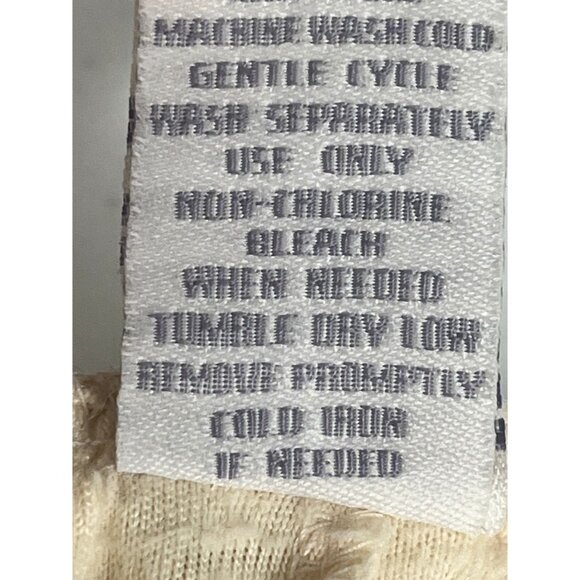 MACHINE WASH COLD
GENTLE CYCLE
WASH SEPARATELY
USE ONLY
NON-CHLORINE
BLEACH
WHEN NEEDED
TUMBLE DRY LOW
REMOVE PROMPTLY
COLD IRON
IF NEEDED